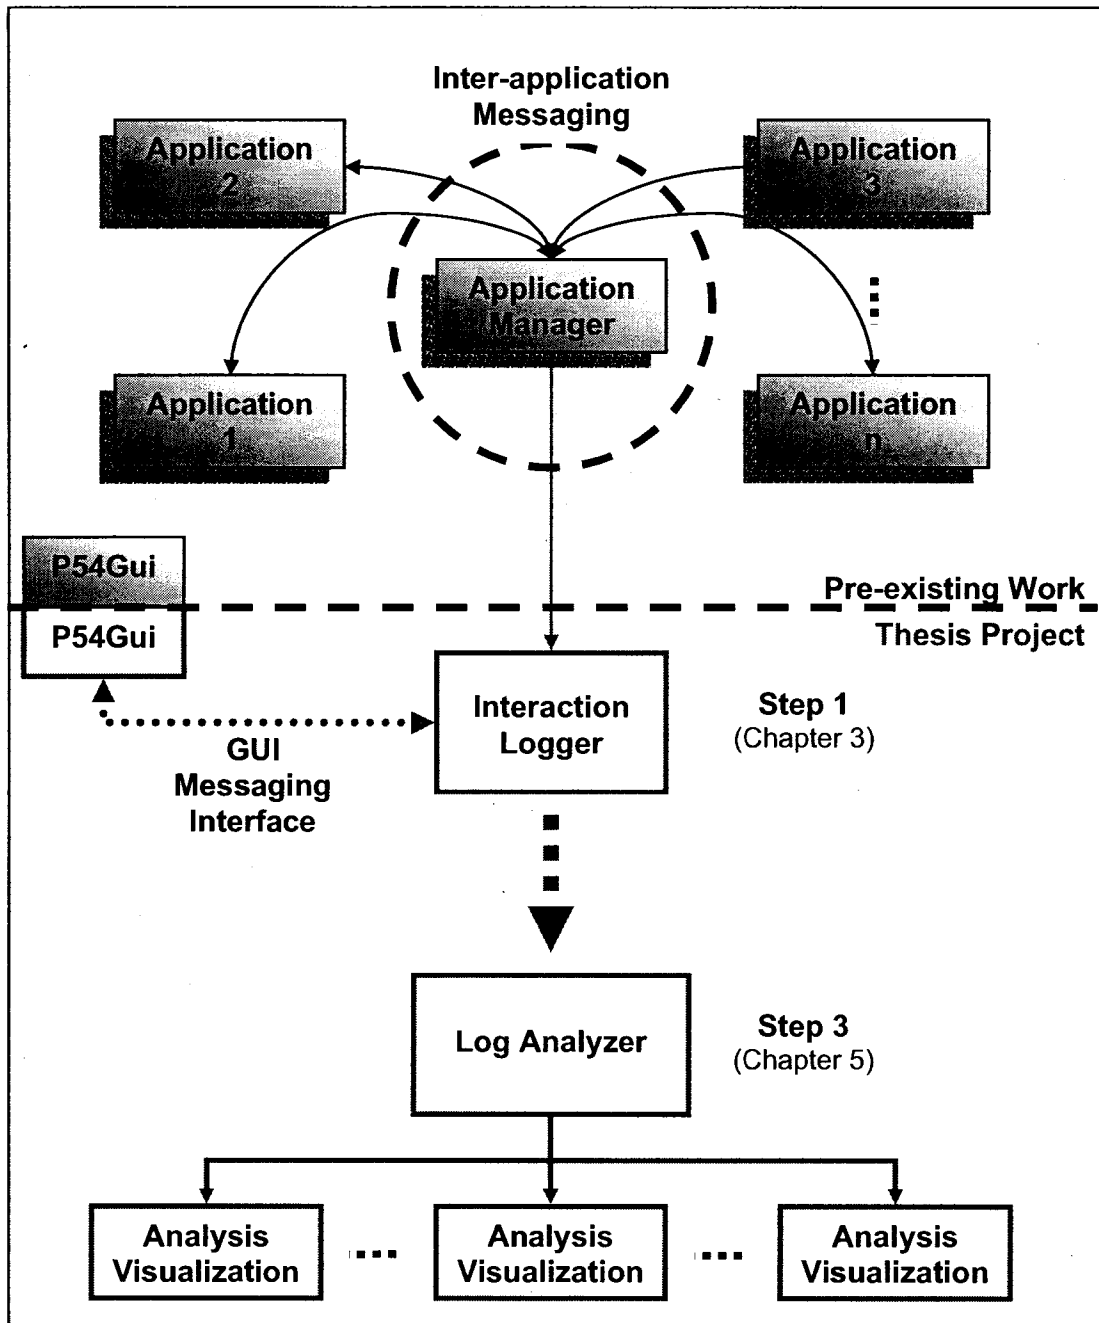 Inter-application
Messaging
Application
2
Application
3
Application
Manager
Application
1
Application
n
P54Gui
Pre-existing Work
P54Gui
Thesis Project
Interaction
Logger
Step 1
(Chapter 3)
GUI
Messaging
Interface
Log Analyzer
Step 3
(Chapter 5)
Analysis
Visualization
Analysis
Visualization
Analysis
Visualization